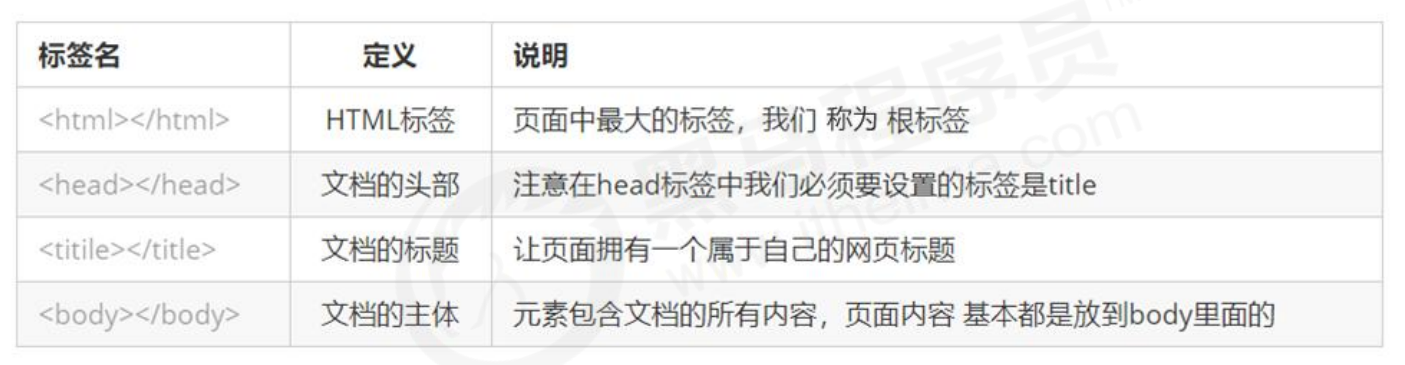 标签名 定义 说明
<html></html> HTML标签 页面中最大的标签，我们 称为 根标签
<head></head> 文档的头部 注意在head标签中我们必须要设置的标签是title
<titile></title> 文档的标题 让页面拥有一个属于自己的网页标题
<body></body> 文档的主体 元素包含文档的所有内容，页面内容 基本都是放到body里面的
黑马程序员
www.itheima.com